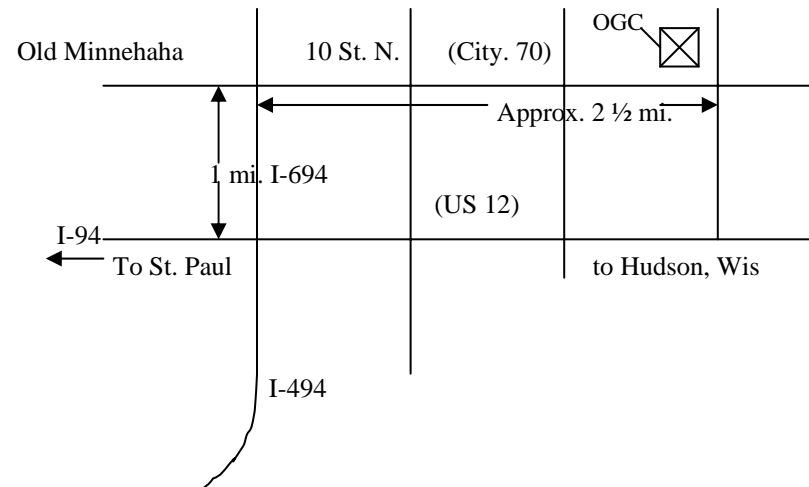 OGC
Old Minnehaha 10 St. N. (City. 70)
Approx. 2 ½ mi.
1 mi. I-694
(US 12)
I-94
To St. Paul to Hudson, Wis
I-494